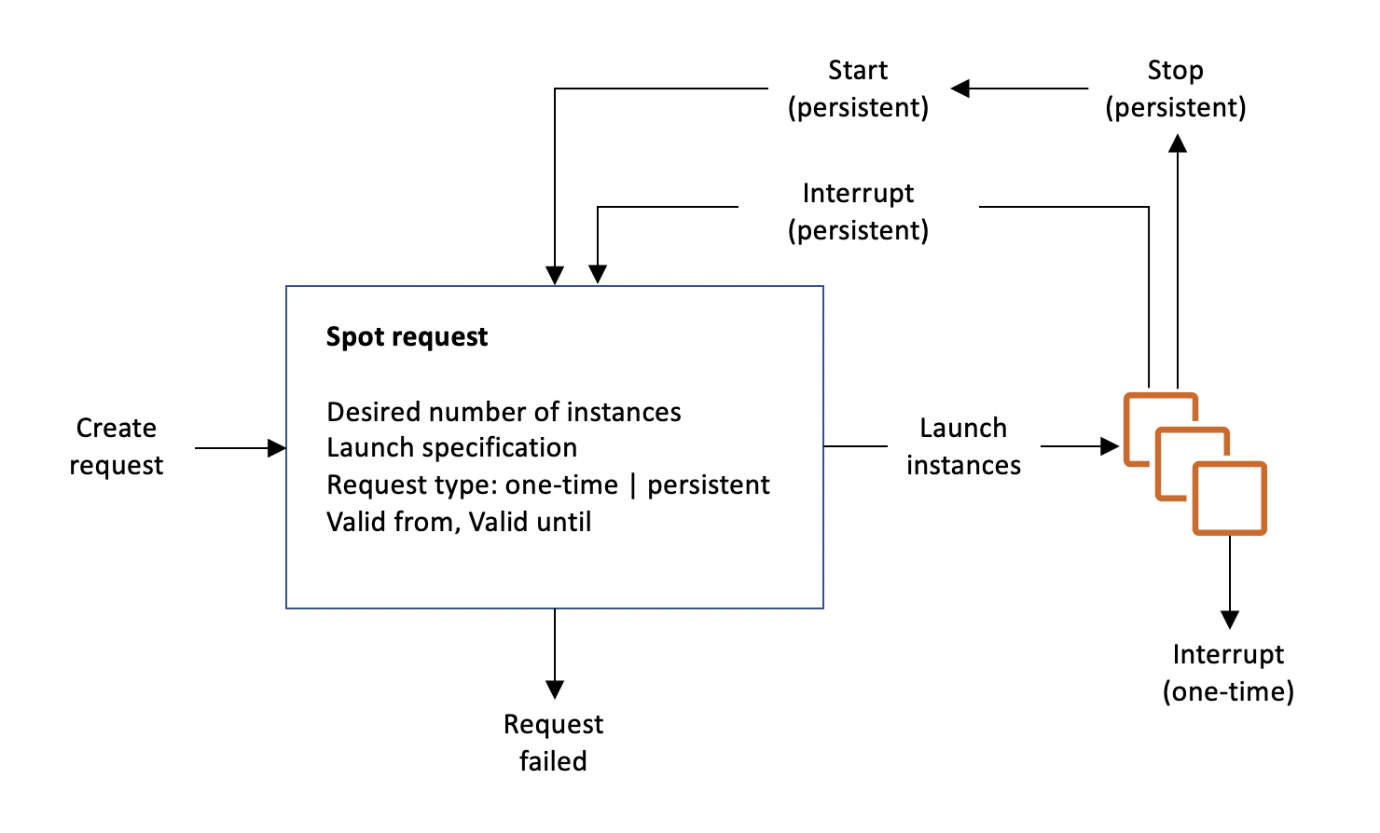 Start
(persistent)
Stop
(persistent)
Interrupt
(persistent)
Spot request
Desired number of instances
Launch specification
Request type: one-time | persistent
Valid from, Valid until
Create
request
Launch
instances
Interrupt
(one-time)
Request
failed